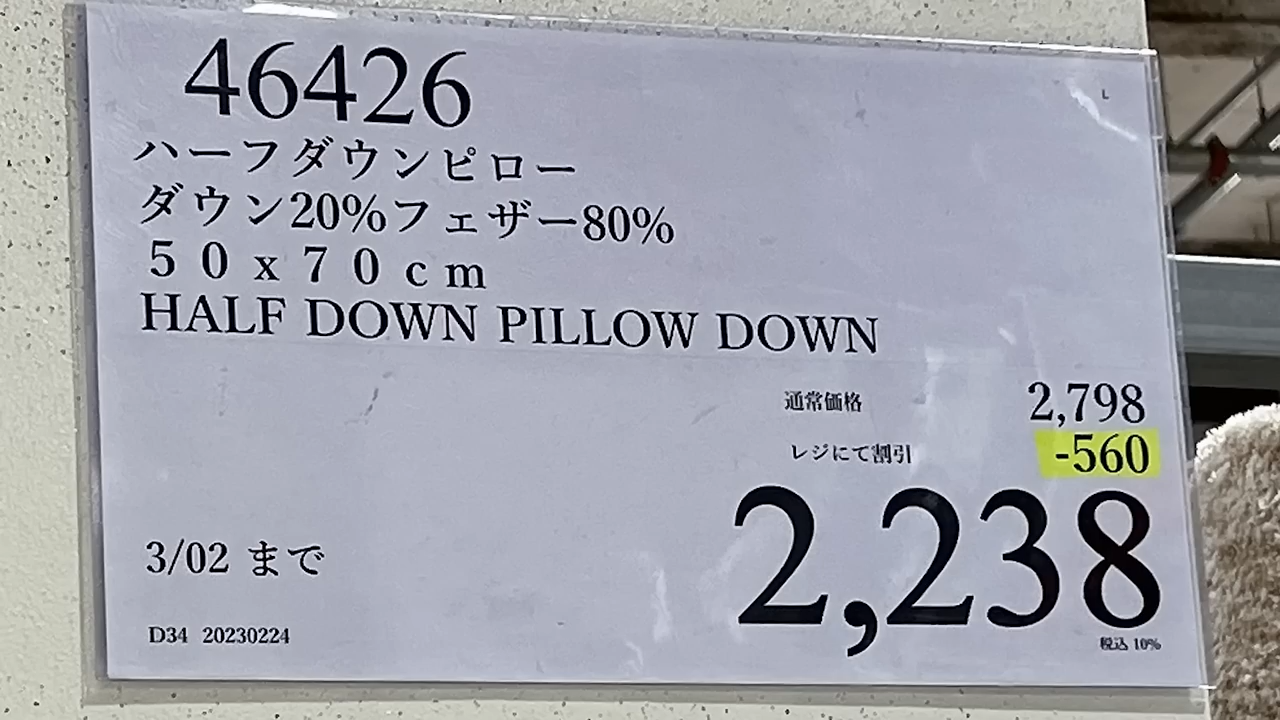 L
46426
ハーフダウンピロー
ダウン20%フェザー80%
５０ｘ７０ｃｍ
HALF DOWN PILLOW DOWN
通常価格 2,798
レジにて割引 -560
2,238
税込 10%
3/02 まで
D34 20230224